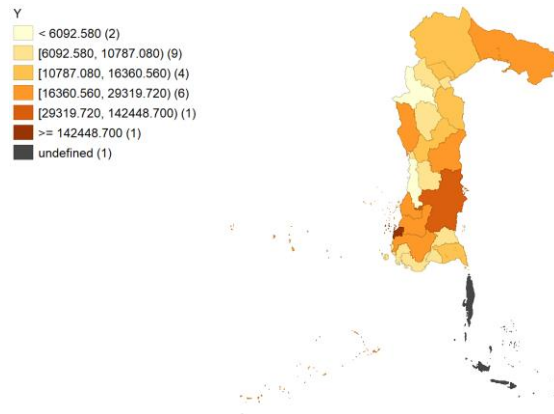 Y
< 6092.580 (2)
[6092.580, 10787.080) (9)
[10787.080, 16360.560) (4)
[16360.560, 29319.720) (6)
[29319.720, 142448.700) (1)
>= 142448.700 (1)
undefined (1)